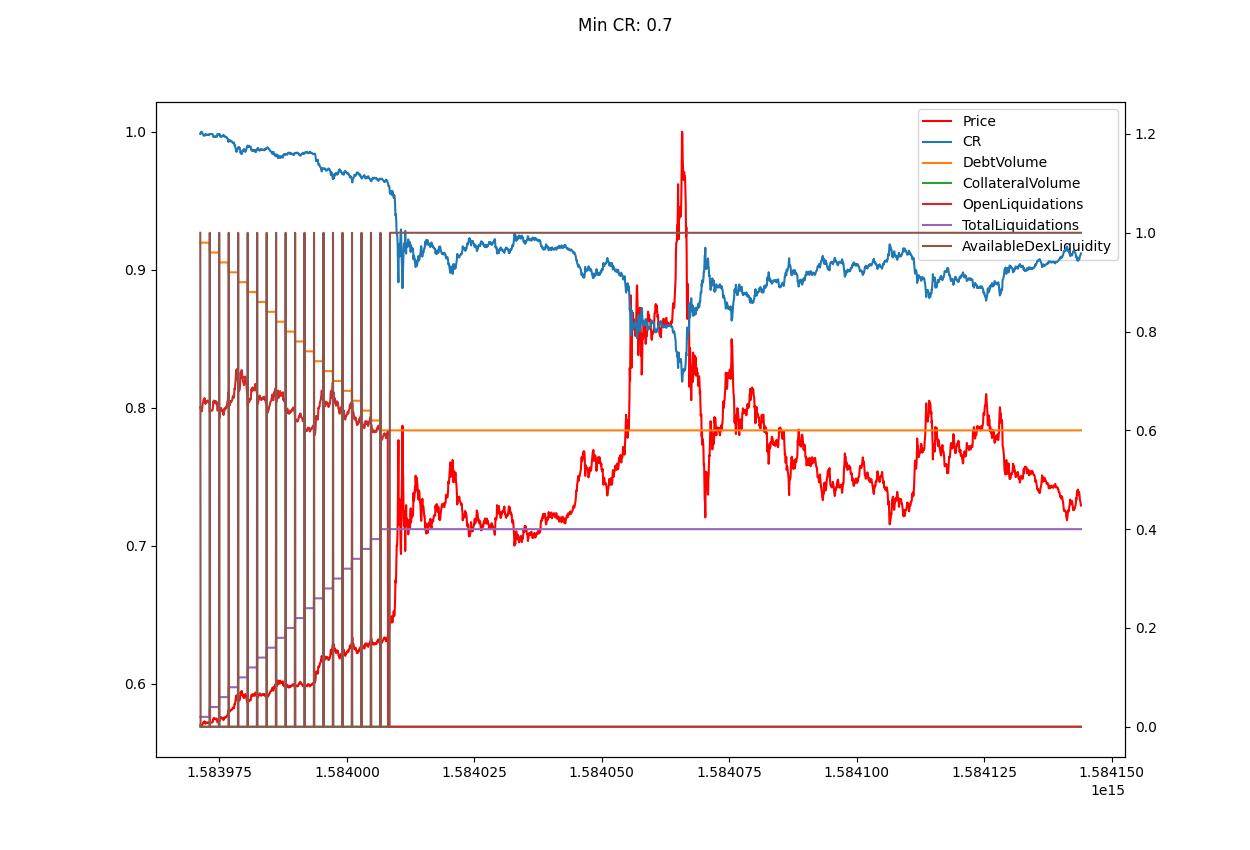 Min CR: 0.7
Price
CR
DebtVolume
CollateralVolume
OpenLiquidations
TotalLiquidations
AvailableDexLiquidity
1.0
0.9
0.8
0.7
0.6
1.2
1.0
0.8
0.6
0.4
0.2
0.0
1.583975 1.584000 1.584025 1.584050 1.584075 1.584100 1.584125 1.584150
1e15